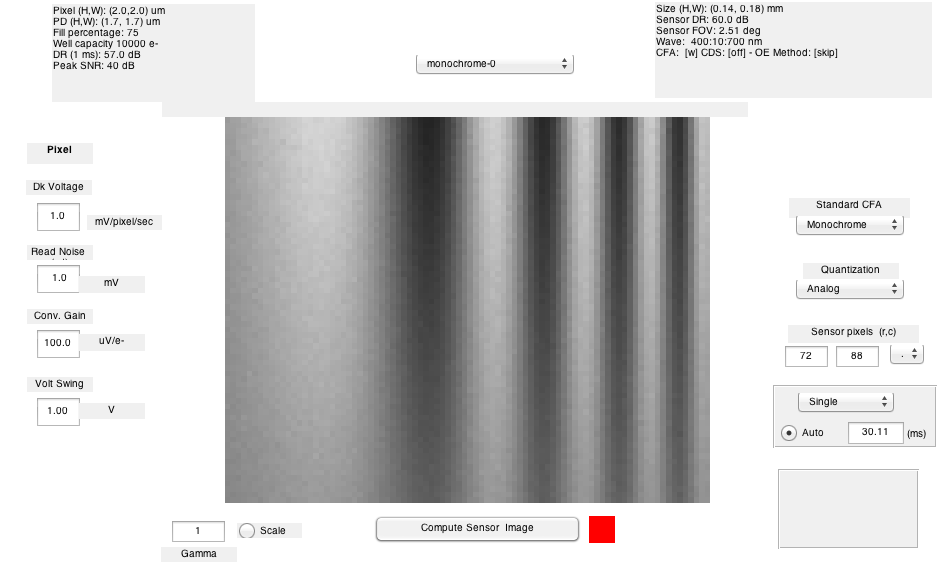 Pixel (H,W): (2.0,2.0) um
PD (H,W): (1.7, 1.7) um
Fill percentage: 75
Well capacity 10000 e-
DR (1 ms): 57.0 dB
Peak SNR: 40 dB
monochrome-0
Size (H,W): (0.14, 0.18) mm
Sensor DR: 60.0 dB
Sensor FOV: 2.51 deg
Wave: 400:10:700 nm
CFA: [w] CDS: [off] - OE Method: [skip]
Pixel
Dk Voltage
1.0
mV/pixel/sec
Read Noise
1.0
mV
Conv. Gain
100.0
uV/e-
Volt Swing
1.00
V
Standard CFA
Monochrome
Quantization
Analog
Sensor pixels (r,c)
72
88
.
Single
Auto
30.11
(ms)
1
Scale
Gamma
Compute Sensor Image